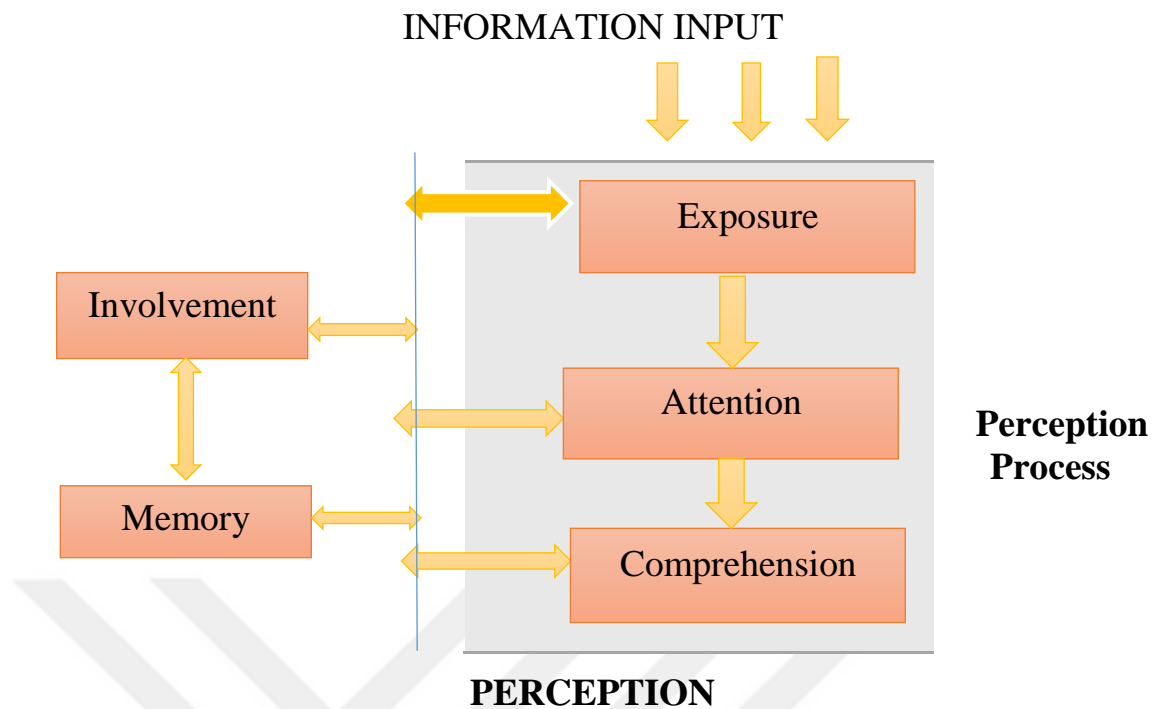 INFORMATION INPUT
Exposure
Involvement
Attention
Perception
Process
Memory
Comprehension
PERCEPTION